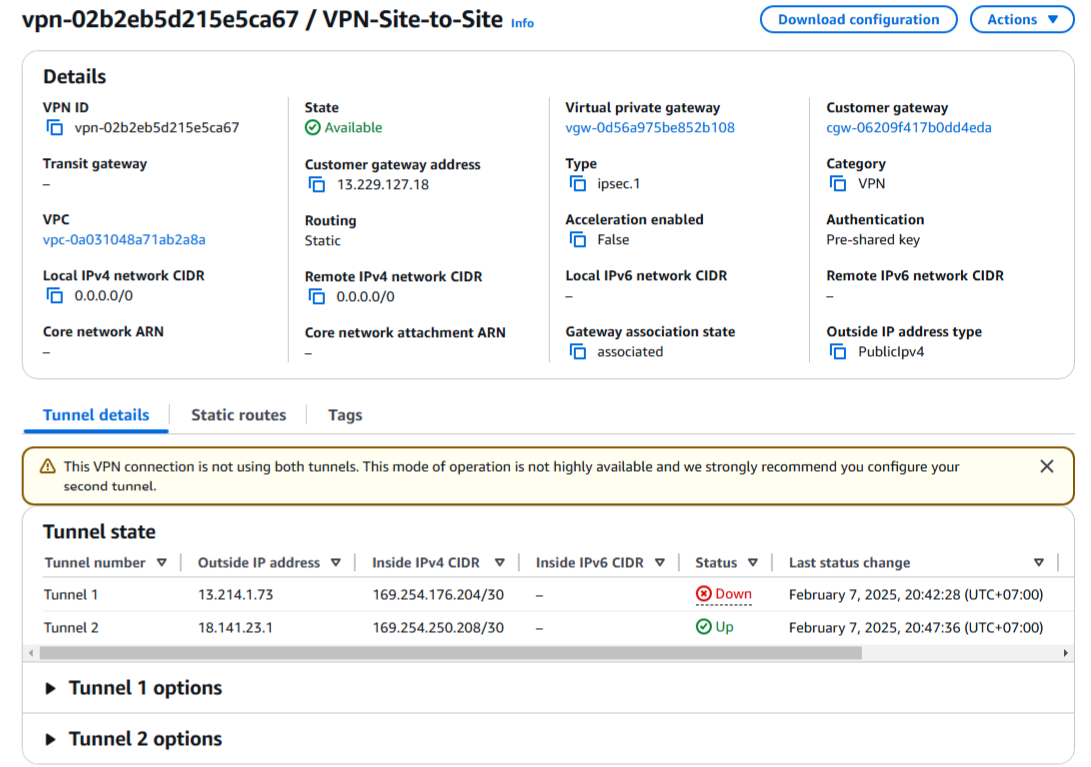 vpn-02b2eb5d215e5ca67 / VPN-Site-to-Site Info
Download configuration
Actions
Details
VPN ID
vpn-02b2eb5d215e5ca67
Transit gateway
–
VPC
vpc-0a031048a71ab2a8a
Local IPv4 network CIDR
0.0.0.0/0
Core network ARN
–
State
Available
Customer gateway address
13.229.127.18
Routing
Static
Remote IPv4 network CIDR
0.0.0.0/0
Core network attachment ARN
–
Virtual private gateway
vgw-0d56a975be852b108
Type
ipsec.1
Acceleration enabled
False
Local IPv6 network CIDR
–
Gateway association state
associated
Customer gateway
cgw-06209f417b0dd4eda
Category
VPN
Authentication
Pre-shared key
Remote IPv6 network CIDR
–
Outside IP address type
PublicIpv4
Tunnel details
Static routes
Tags
This VPN connection is not using both tunnels. This mode of operation is not highly available and we strongly recommend you configure your
second tunnel.
Tunnel state
Tunnel number Outside IP address Inside IPv4 CIDR Inside IPv6 CIDR Status Last status change
Tunnel 1 13.214.1.73 169.254.176.204/30 – Down February 7, 2025, 20:42:28 (UTC+07:00)
Tunnel 2 18.141.23.1 169.254.250.208/30 – Up February 7, 2025, 20:47:36 (UTC+07:00)
Tunnel 1 options
Tunnel 2 options